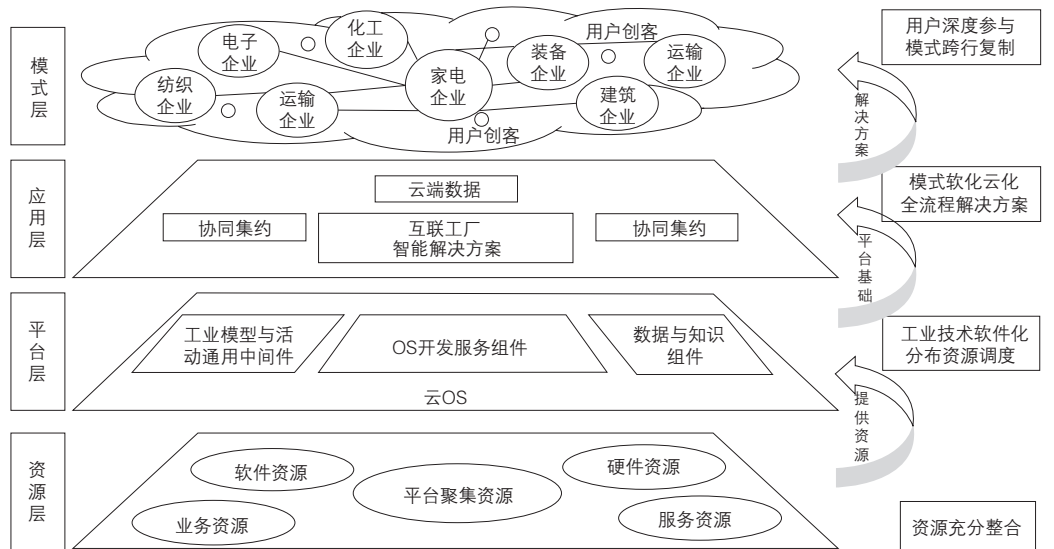 模
式
层
电子
企业
化工
企业
用户创客
家电
企业
装备
企业
运输
企业
纺织
企业
运输
企业
建筑
企业
用户创客
用户深度参与
模式跨行复制
解
决
方
案
应
用
层
云端数据
协同集约
互联工厂
智能解决方案
协同集约
模式软化云化
全流程解决方案
平
台
基
础
平
台
层
工业模型与活
动通用中间件
OS开发服务组件
数据与知识
组件
云OS
工业技术软件化
分布资源调度
提
供
资
源
资
源
层
软件资源
硬件资源
平台聚集资源
业务资源
服务资源
资源充分整合